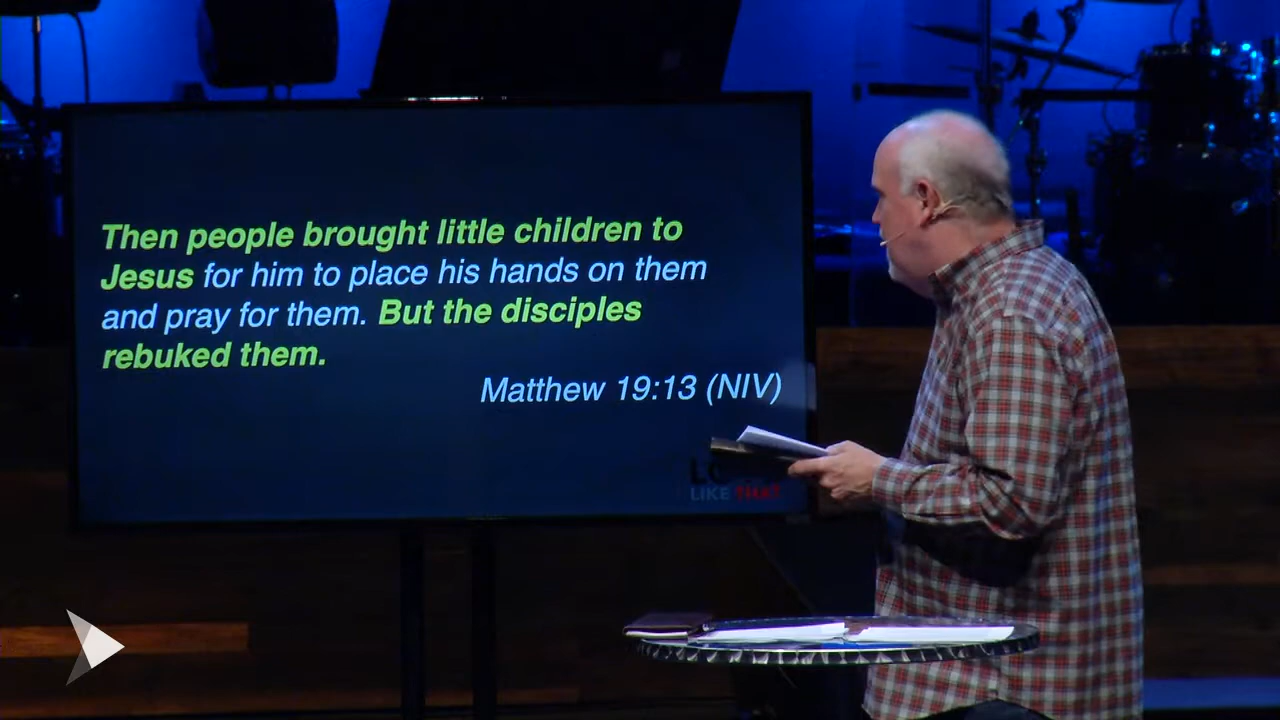 Then people brought little children to
Jesus for him to place his hands on them
and pray for them. But the disciples
rebuked them.
Matthew 19:13 (NIV)
LIKE